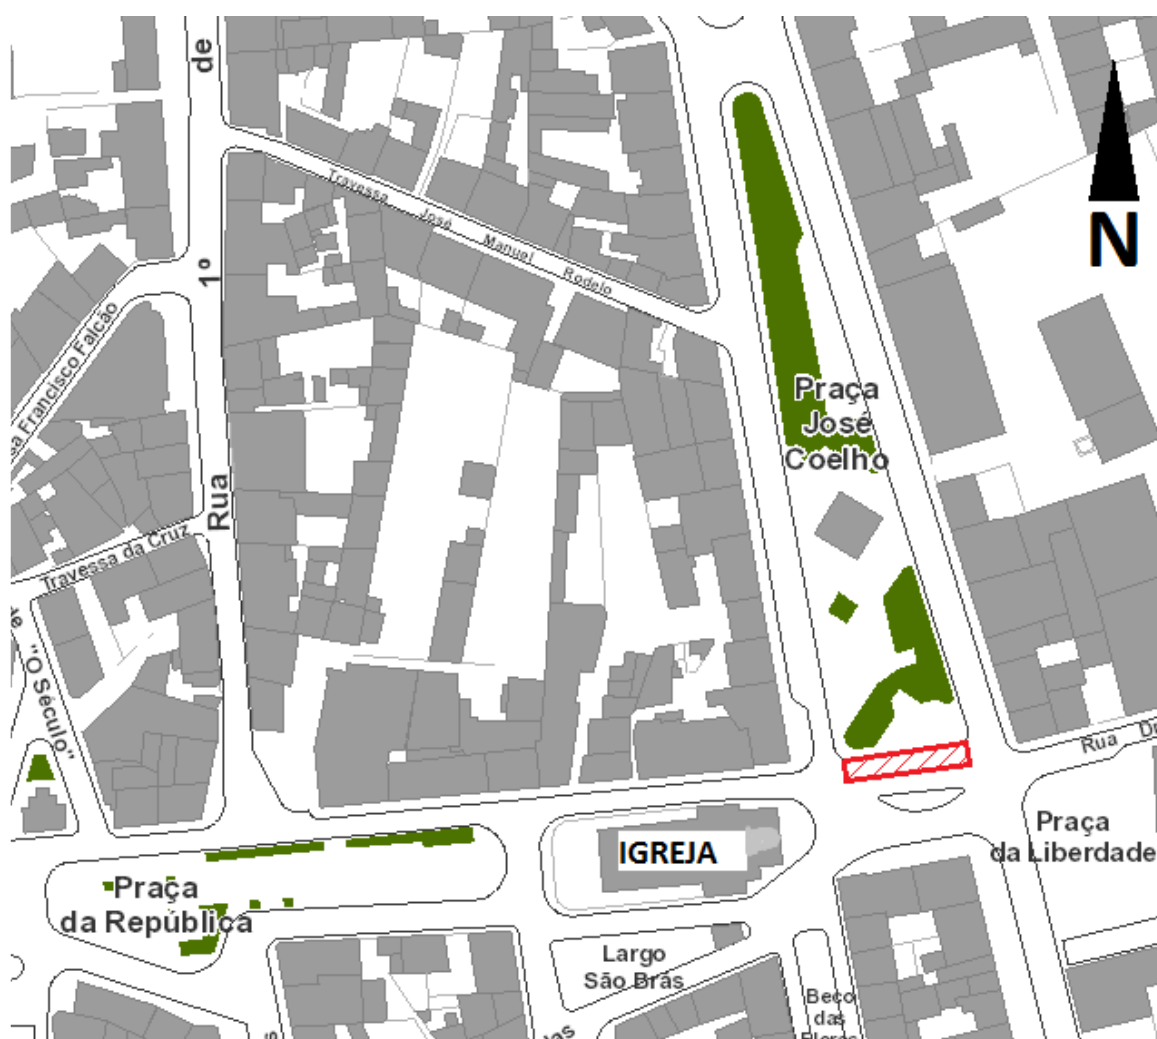 de
1º
Rua
Travessa José Manuel Rodelo
N
Francisco Falcão
Praça
José
Coelho
Travessa da Cruz
"O Século"
Rua
IGREJA
Praça
da Liberdade
Praça
da República
Largo
São Brás
Beco
das